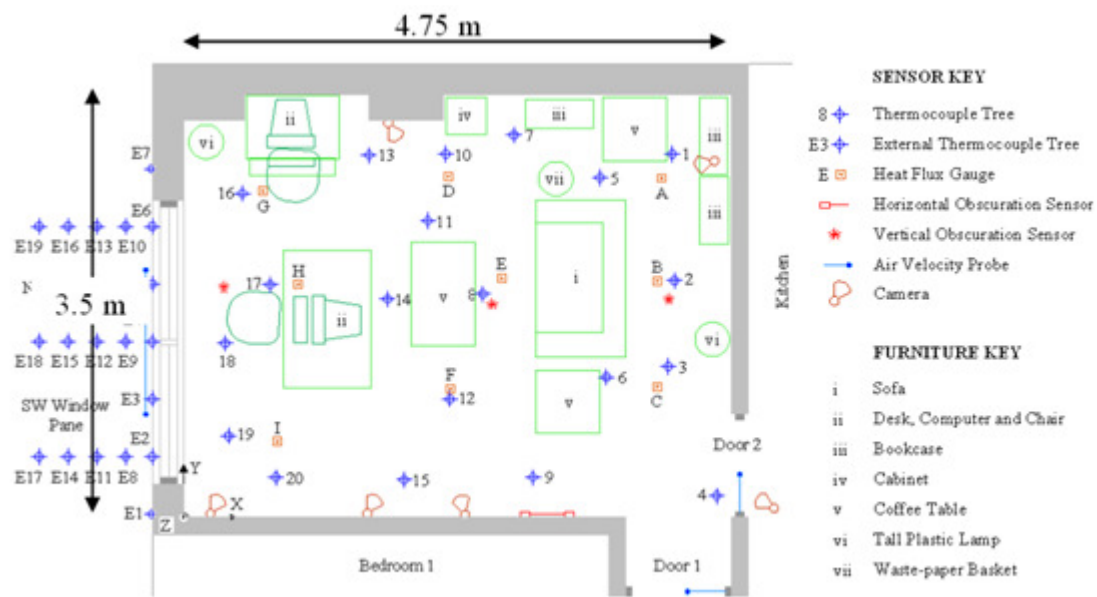 4.75 m
SENSOR KEY
8 Thermocouple Tree
E3 External Thermocouple Tree
E Heat Flux Gauge
Horizontal Obscuration Sensor
Vertical Obscuration Sensor
Air Velocity Probe
Camera
FURNITURE KEY
i Sofa
ii Desk, Computer and Chair
iii Bookcase
iv Cabinet
v Coffee Table
vi Tall Plastic Lamp
vii Waste-paper Basket
ii
iv
iii
v
iii
vi
7
13
10
1
E7
vii
5
D
A
16
G
E6
11
iii
E19 E16 E13 E10
H
E
B
17
2
i
N
3.5 m
14
v
8
Kitchen
ii
vi
18
E18 E15 E12 E9
3
F
6
E3
12
C
v
SW Window
Pane
E2
19
I
Door 2
Y
E17 E14 E11 E8
20
15
9
4
E1
Z
X
Bedroom 1
Door 1